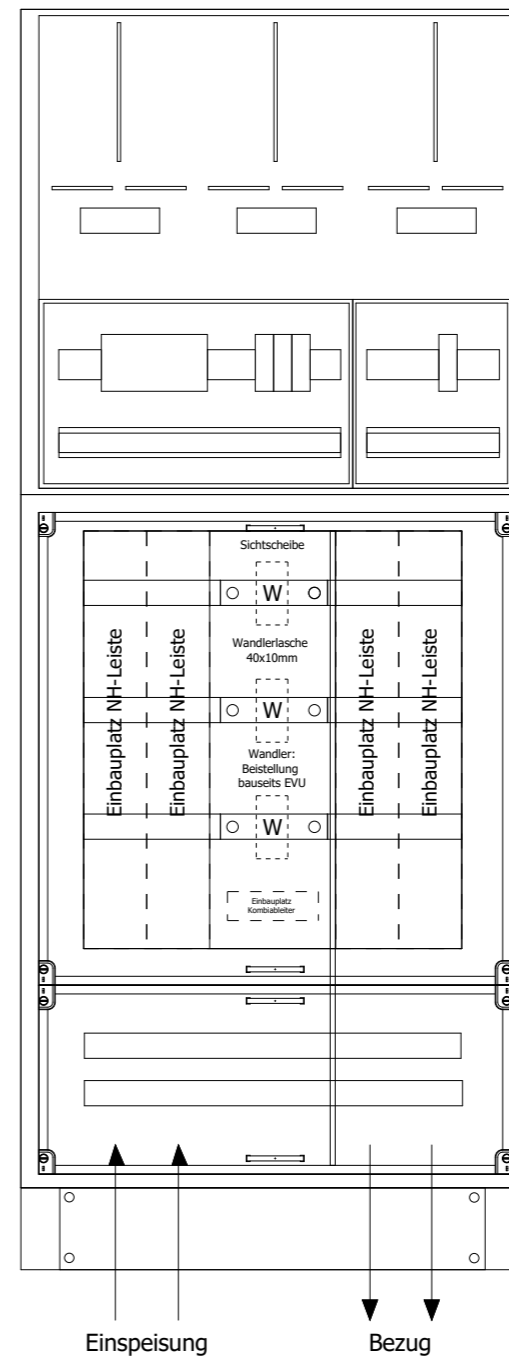 Sichtscheibe
W
Wandlerlasche
40x10mm
Einbauplatz NH-Leiste
Einbauplatz NH-Leiste
Einbauplatz NH-Leiste
Einbauplatz NH-Leiste
W
Wandler:
Beistellung
bauseits EVU
W
Einbauplatz
Kombiableiter
Einspeisung
Bezug